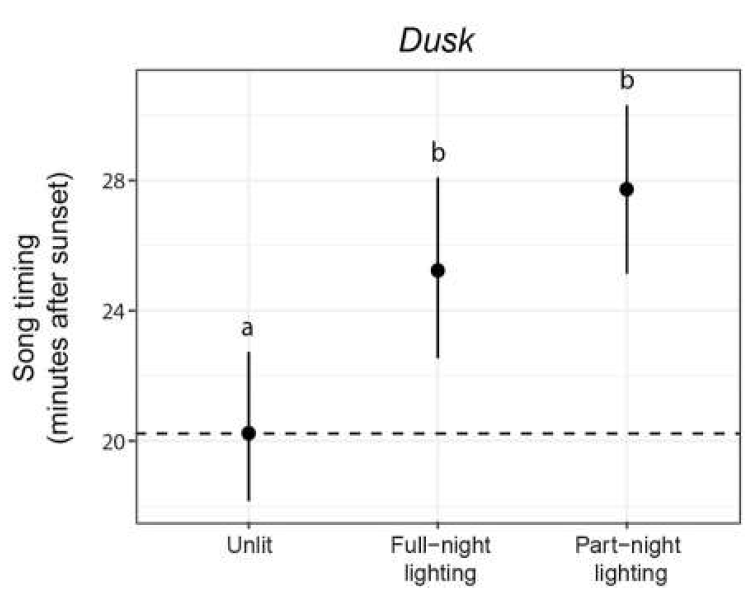 Dusk
Song timing
(minutes after sunset)
28
24
20
a
b
b
Unlit
Full−night
lighting
Part−night
lighting